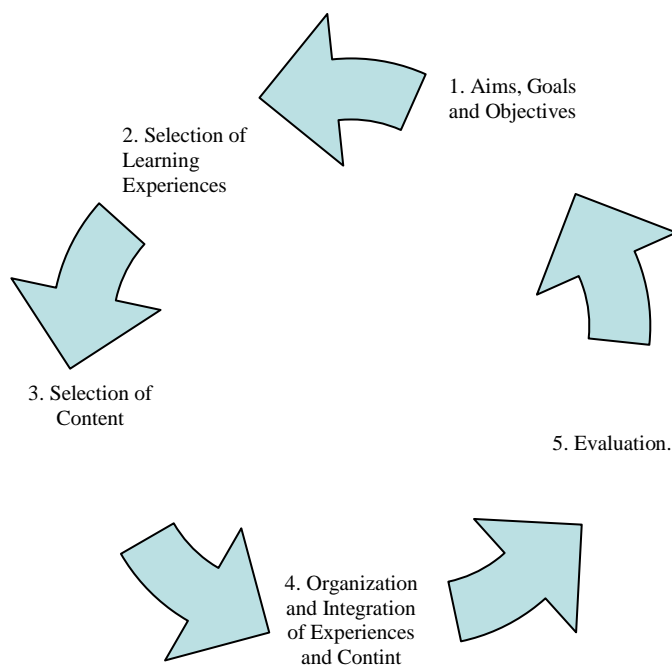 1. Aims, Goals
and Objectives
2. Selection of
Learning
Experiences
3. Selection of
Content
4. Organization
and Integration
of Experiences
and Contint
5. Evaluation.